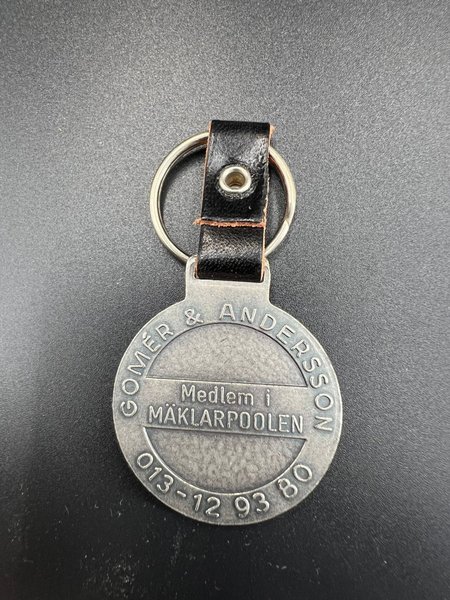 GOMÉR & ANDERSSON
Medlem i
MÄKLARPOOLEN
013-12 93 80